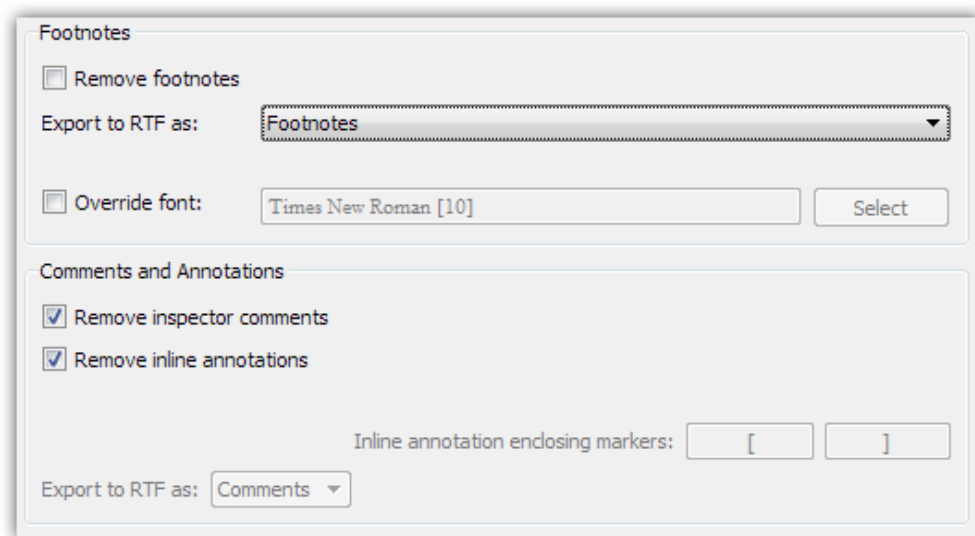 Footnotes
Remove footnotes
Export to RTF as: Footnotes
Override font: Times New Roman [10] Select
Comments and Annotations
Remove inspector comments
Remove inline annotations
Inline annotation enclosing markers: [ ]
Export to RTF as: Comments